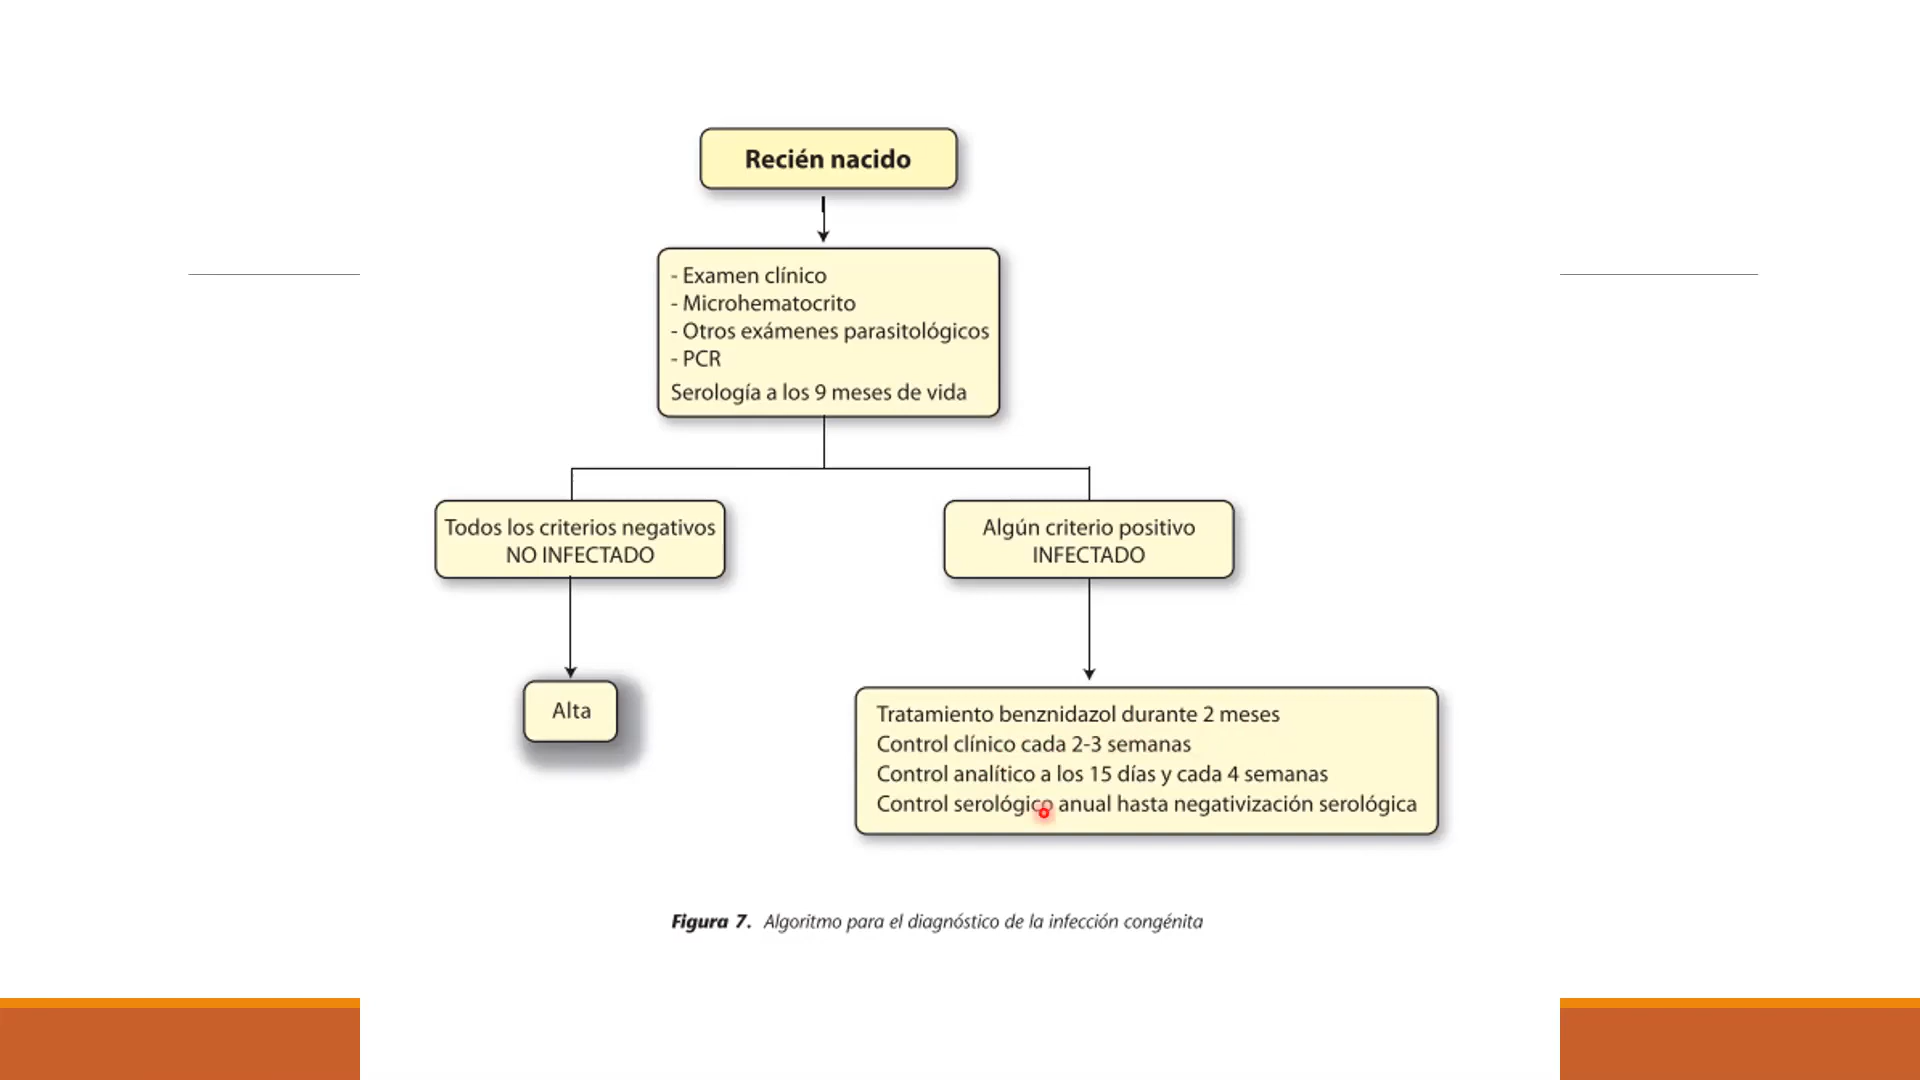 Recién nacido
- Examen clínico
- Microhematocrito
- Otros exámenes parasitológicos
- PCR
Serología a los 9 meses de vida
Todos los criterios negativos
NO INFECTADO
Algún criterio positivo
INFECTADO
Alta
Tratamiento benznidazol durante 2 meses
Control clínico cada 2-3 semanas
Control analítico a los 15 días y cada 4 semanas
Control serológico anual hasta negativización serológica
Figura 7. Algoritmo para el diagnóstico de la infección congénita